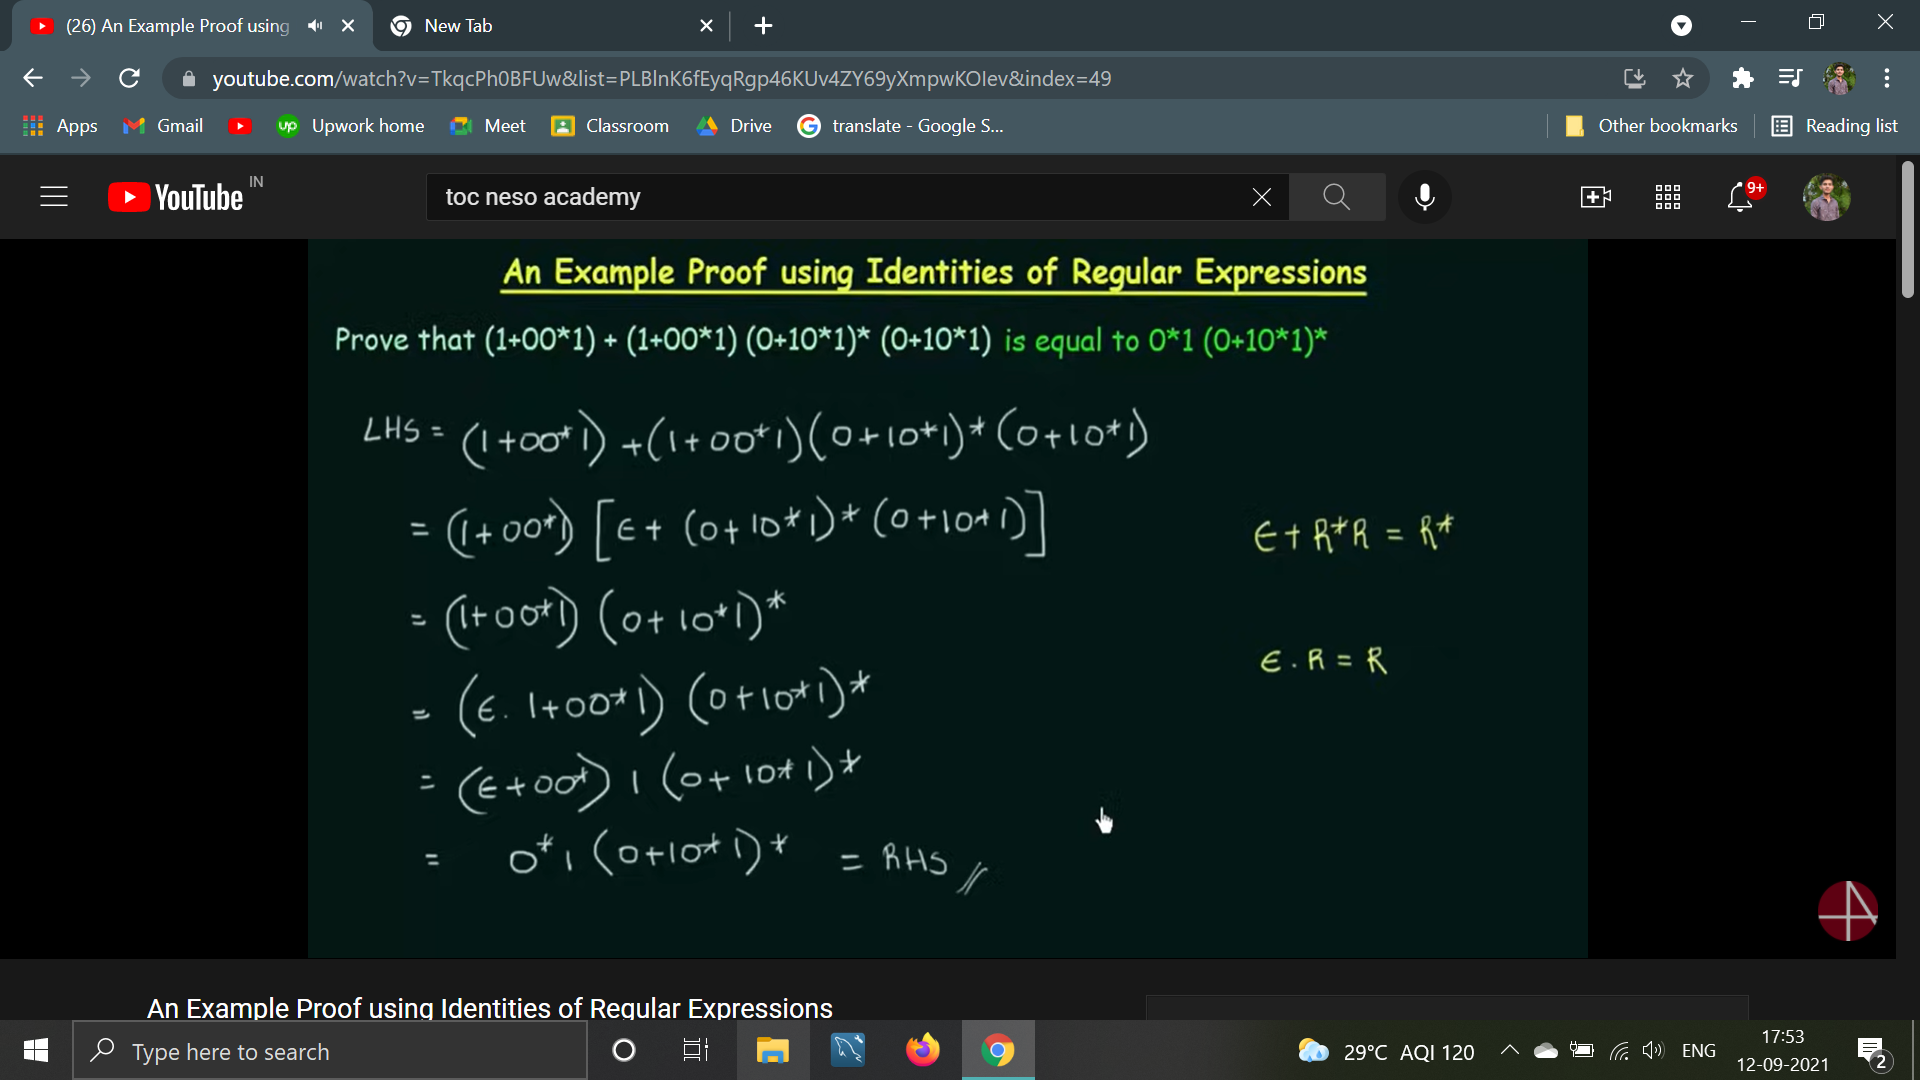 (26) An Example Proof using
New Tab
youtube.com/watch?v=TkqcPh0BFUw&list=PLBlnK6fEyqRgp46KUv4ZY69yXmpwKOIev&index=49
Apps Gmail Upwork home Meet Classroom Drive translate - Google S... Other bookmarks Reading list
YouTube IN
toc neso academy
9+
An Example Proof using Identities of Regular Expressions
Prove that (1+00*1) + (1+00*1) (0+10*1)* (0+10*1) is equal to 0*1 (0+10*1)*
LHS = (1+00*1) + (1+00*1)(0+10*1)*(0+10*1)
= (1+00*1) [ϵ+ (0+10*1)*(0+10*1)]
ϵ+R*R = R*
= (1+00*1) (0+10*1)*
ϵ.R = R
= (ϵ. 1+00*1) (0+10*1)*
= (ϵ+00*) 1 (0+10*1)*
= 0*1 (0+10*1)* = RHS //
An Example Proof using Identities of Regular Expressions
Type here to search
29°C AQI 120
ENG
17:53
12-09-2021
2